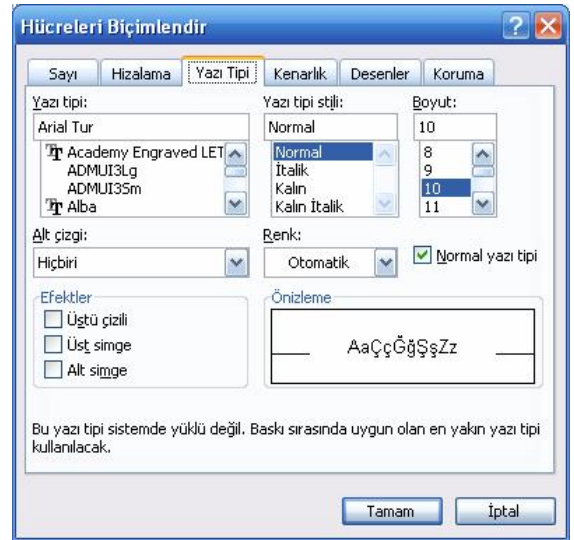 Hücreleri Biçimlendir
Sayı Hizalama Yazı Tipi Kenarlık Desenler Koruma
Yazı tipi: Yazı tipi stili: Boyut:
Arial Tur Normal 10
Academy Engraved LET Normal 8
ADMUI3Lg İtalik 9
ADMUI3Sm Kalın 10
Alba Kalın İtalik 11
Alt çizgi: Renk:
Hiçbiri Otomatik Normal yazı tipi
Efektler Önizleme
Üstü çizili
Üst simge AaÇçĞğŞşZz
Alt simge
Bu yazı tipi sistemde yüklü değil. Baskı sırasında uygun olan en yakın yazı tipi
kullanılacak.
Tamam İptal